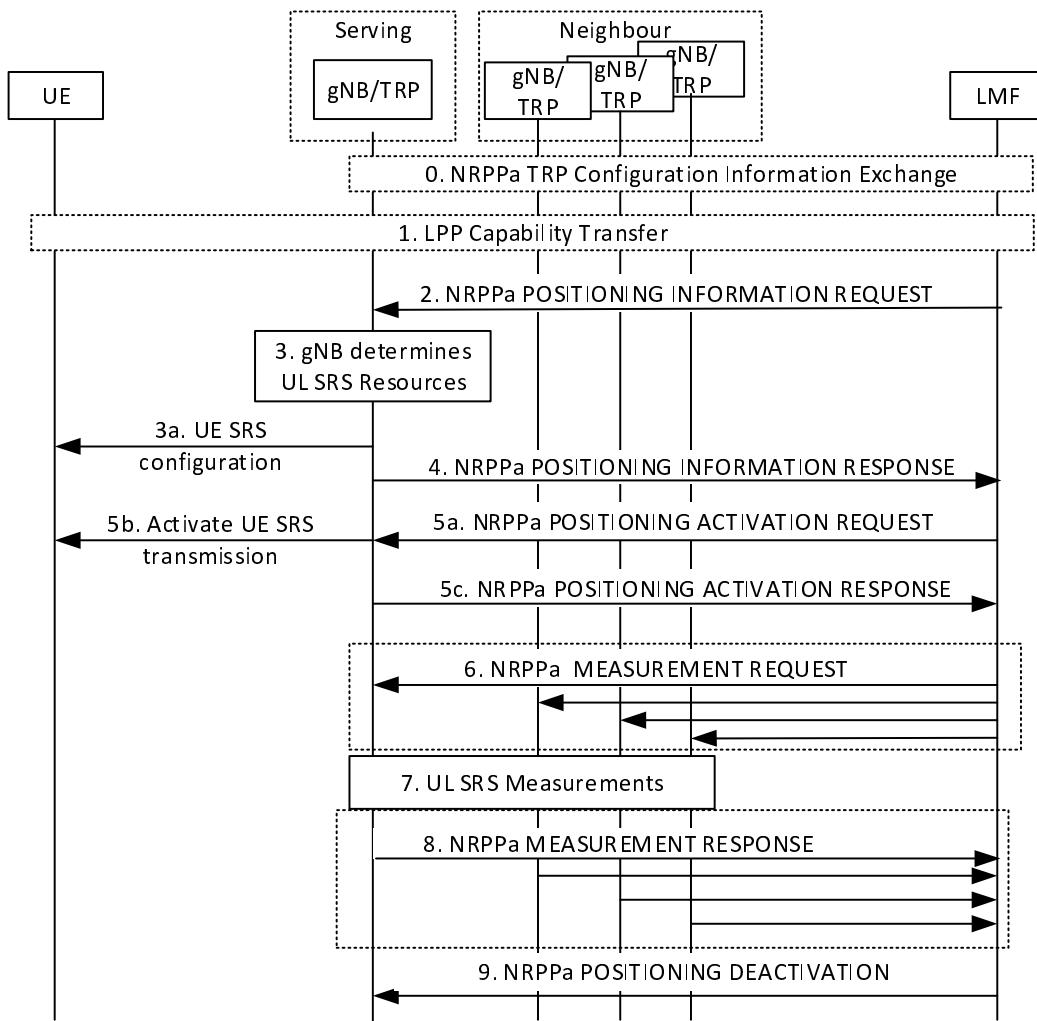 Serving
Neighbour
gNB/TRP
gNB/
TRP
gNB/
TRP
gNB/
TRP
UE
LMF
0. NRPPa TRP Configuration Information Exchange
1. LPP Capability Transfer
2. NRPPa POSITIONING INFORMATION REQUEST
3. gNB determines
UL SRS Resources
3a. UE SRS
configuration
4. NRPPa POSITIONING INFORMATION RESPONSE
5b. Activate UE SRS
transmission
5a. NRPPa POSITIONING ACTIVATION REQUEST
5c. NRPPa POSITIONING ACTIVATION RESPONSE
6. NRPPa  MEASUREMENT REQUEST
7. UL SRS Measurements
8. NRPPa MEASUREMENT RESPONSE
9. NRPPa POSITIONING DEACTIVATION